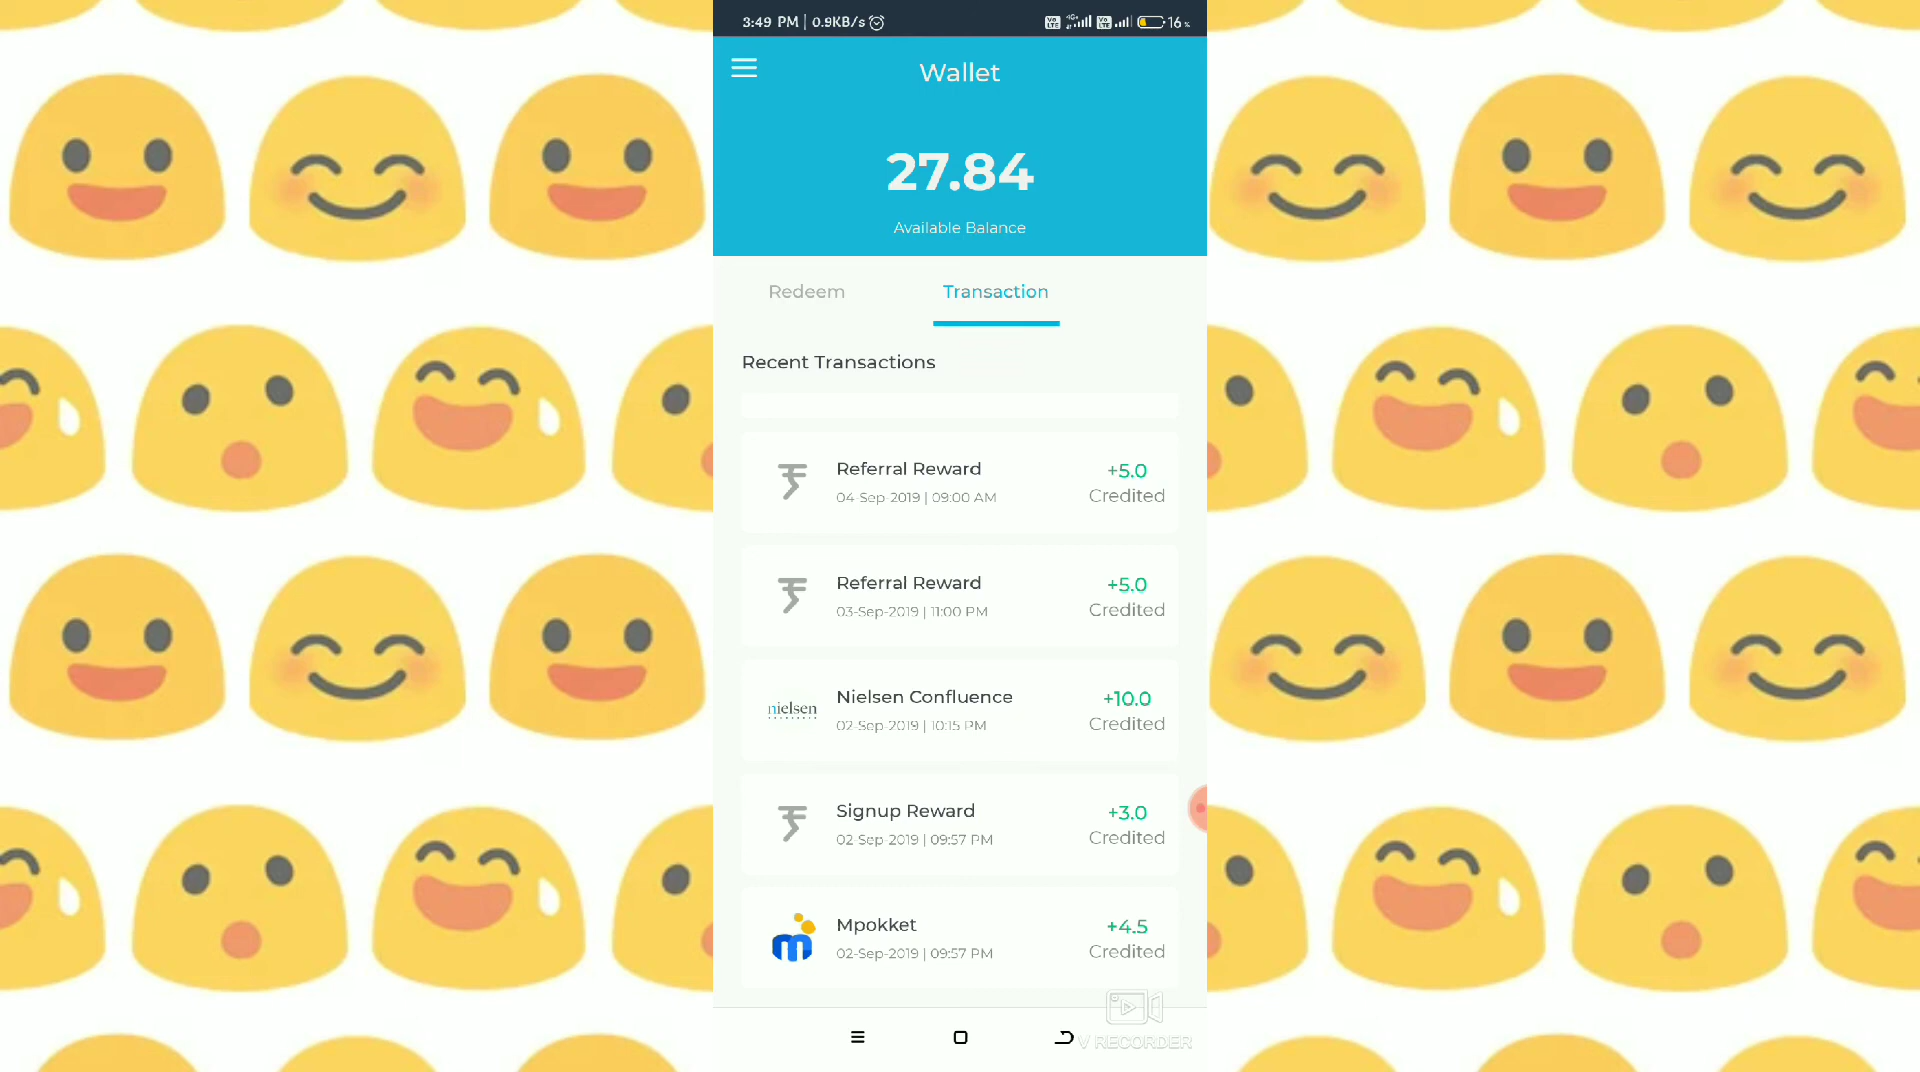 3:49 PM | 0.9KB/s
16 %
Wallet
27.84
Available Balance
Redeem
Transaction
Recent Transactions
Referral Reward
+5.0
04-Sep-2019 | 09:00 AM
Credited
Referral Reward
+5.0
03-Sep-2019 | 11:00 PM
Credited
nielsen
Nielsen Confluence
+10.0
02-Sep-2019 | 10:15 PM
Credited
Signup Reward
+3.0
02-Sep-2019 | 09:57 PM
Credited
Mpokket
+4.5
02-Sep-2019 | 09:57 PM
Credited
V RECORDER